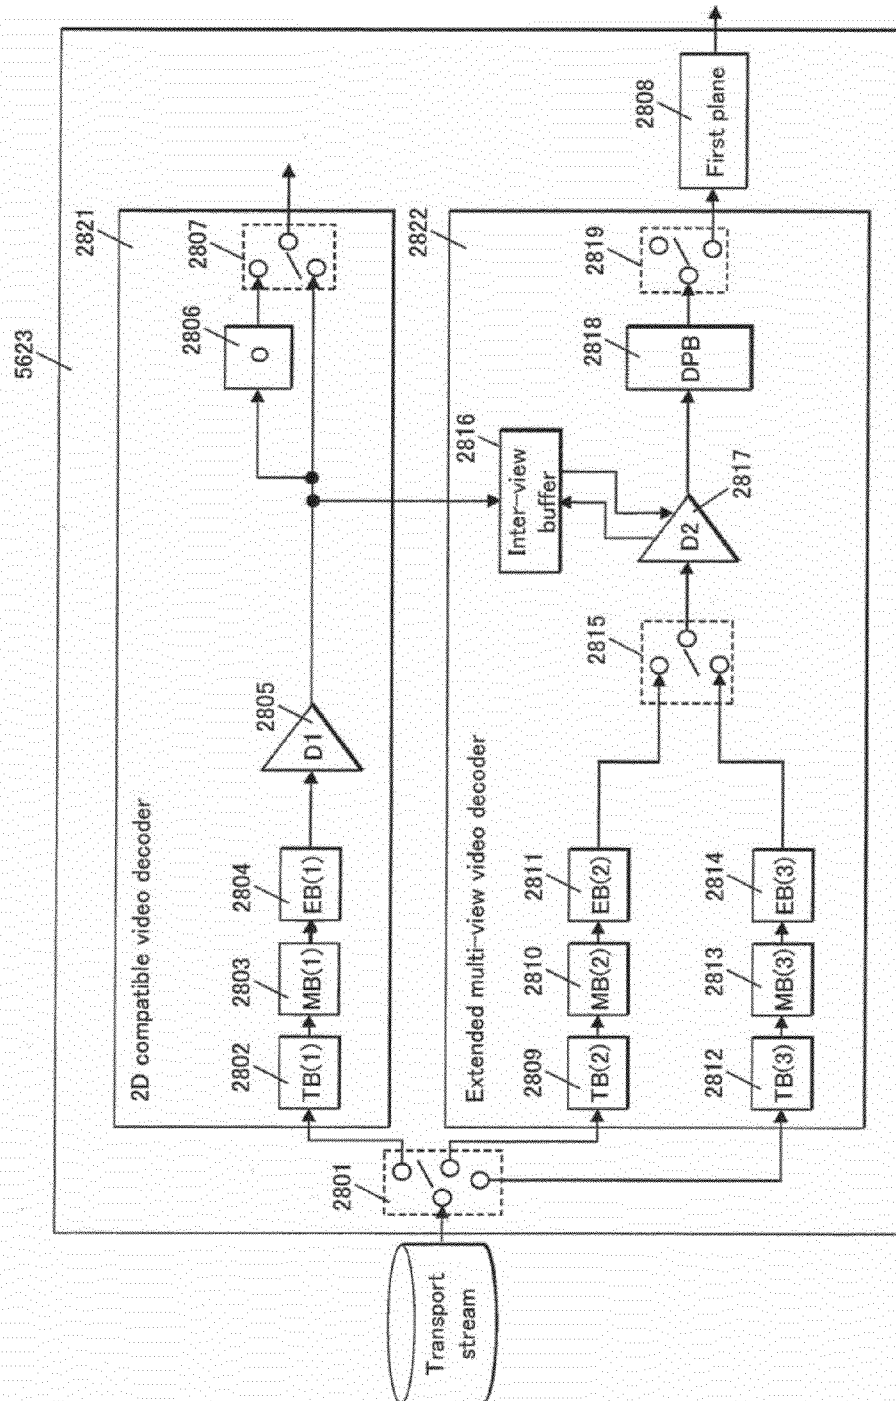 5623
2821
2D compatible video decoder
2802
TB(1)
2803
MB(1)
2804
EB(1)
2805
D1
2806
O
2807
2801
Transport
stream
2822
Extended multi-view video decoder
2809
TB(2)
2810
MB(2)
2811
EB(2)
2812
TB(3)
2813
MB(3)
2814
EB(3)
2815
2816
Inter-view
buffer
D2
2817
2818
DPB
2819
2808
First plane